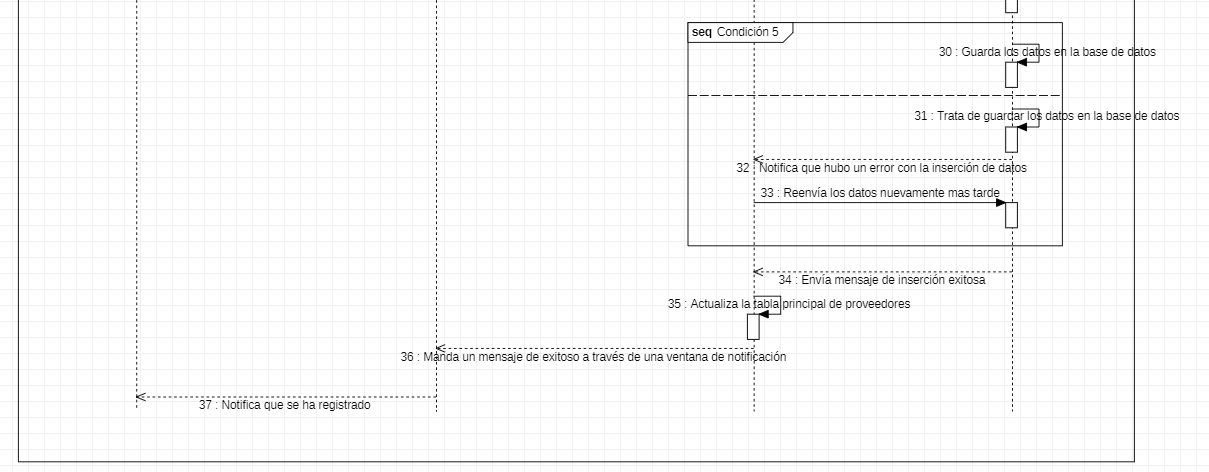 seq Condición 5
30 : Guarda los datos en la base de datos
31 : Trata de guardar los datos en la base de datos
32 : Notifica que hubo un error con la inserción de datos
33 : Reenvía los datos nuevamente mas tarde
34 : Envía mensaje de inserción exitosa
35 : Actualiza la tabla principal de proveedores
36 : Manda un mensaje de exitoso a través de una ventana de notificación
37 : Notifica que se ha registrado